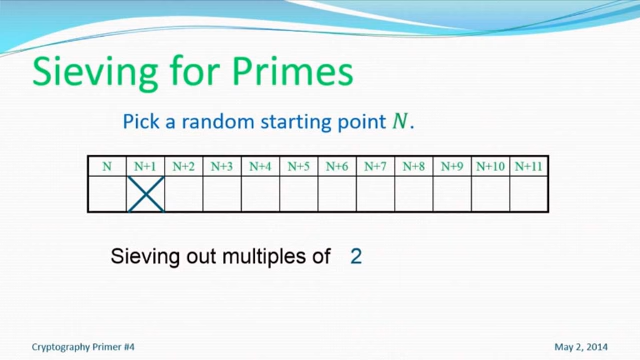 Sieving for Primes
Pick a random starting point N.
N N+1 N+2 N+3 N+4 N+5 N+6 N+7 N+8 N+9 N+10 N+11
Sieving out multiples of 2
Cryptography Primer #4 May 2, 2014